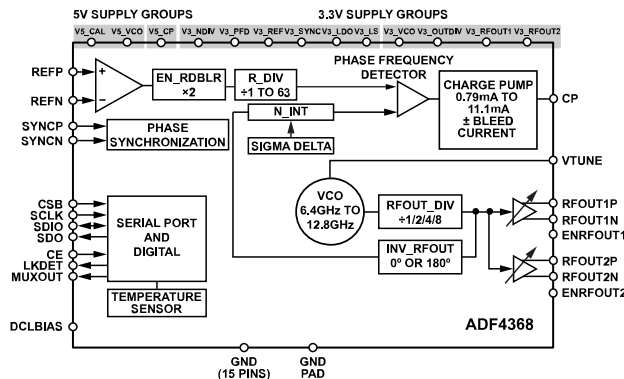 5V SUPPLY GROUPS
3.3V SUPPLY GROUPS
V5_CAL V5_VCO V5_CP V3_NDIV V3_PFD V3_REF V3_SYNC V3_LDO V3_LS V3_VCO V3_OUTDIV V3_RFOUT1 V3_RFOUT2
REFP
+
REFN
–
EN_RDBLR
×2
R_DIV
÷1 TO 63
PHASE FREQUENCY
DETECTOR
N_INT
CHARGE PUMP
0.79mA TO
11.1mA
± BLEED
CURRENT
CP
SYNCP
SYNCN
PHASE
SYNCHRONIZATION
SIGMA DELTA
VTUNE
VCO
6.4GHz TO
12.8GHz
RFOUT_DIV
÷1/2/4/8
RFOUT1P
RFOUT1N
ENRFOUT1
CSB
SCLK
SDIO
SDO
CE
LKDET
MUXOUT
SERIAL PORT
AND
DIGITAL
INV_RFOUT
0º OR 180º
RFOUT2P
RFOUT2N
ENRFOUT2
TEMPERATURE
SENSOR
DCLBIAS
ADF4368
GND
(15 PINS)
GND
PAD